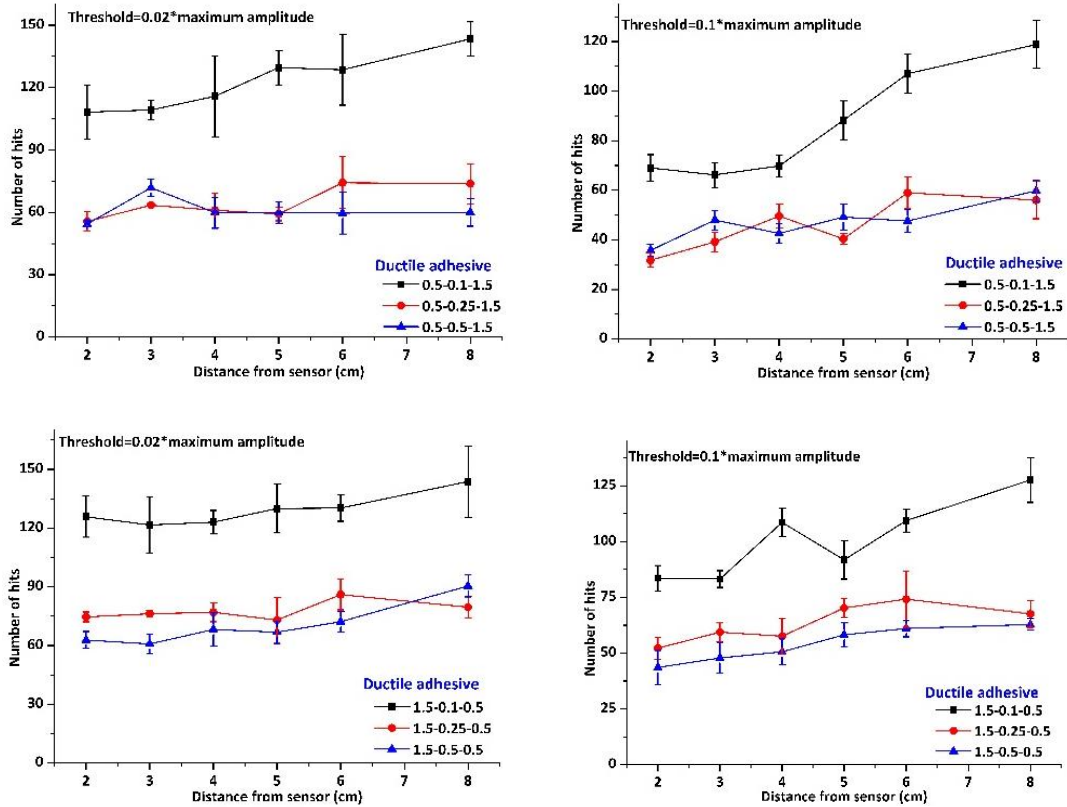 Threshold=0.02*maximum amplitude
150
120
90
60
30
0
Number of hits
Ductile adhesive
0.5-0.1-1.5
0.5-0.25-1.5
0.5-0.5-1.5
2 3 4 5 6 7 8
Distance from sensor (cm)
Threshold=0.1*maximum amplitude
120
100
80
60
40
20
0
Number of hits
Ductile adhesive
0.5-0.1-1.5
0.5-0.25-1.5
0.5-0.5-1.5
2 3 4 5 6 7 8
Distance from sensor (cm)
Threshold=0.02*maximum amplitude
150
120
90
60
30
0
Number of hits
Ductile adhesive
1.5-0.1-0.5
1.5-0.25-0.5
1.5-0.5-0.5
2 3 4 5 6 7 8
Distance from sensor (cm)
Threshold=0.1*maximum amplitude
125
100
75
50
25
0
Number of hits
Ductile adhesive
1.5-0.1-0.5
1.5-0.25-0.5
1.5-0.5-0.5
2 3 4 5 6 7 8
Distance from sensor (cm)